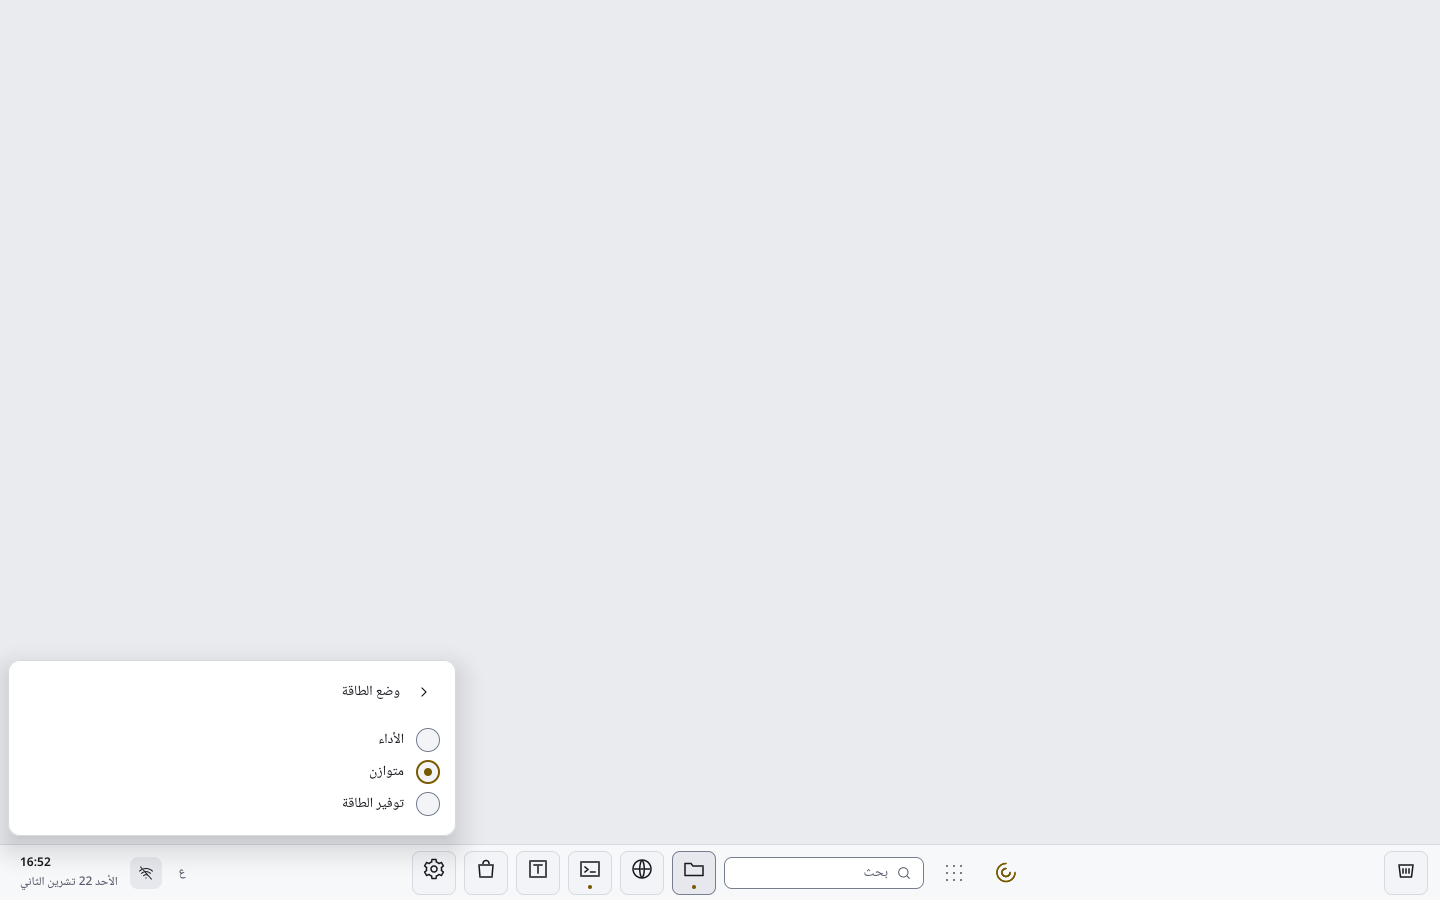 وضع الطاقة
الأداء
متوازن
توفير الطاقة
بحث
ع
16:52
الأحد 22 تشرين الثاني